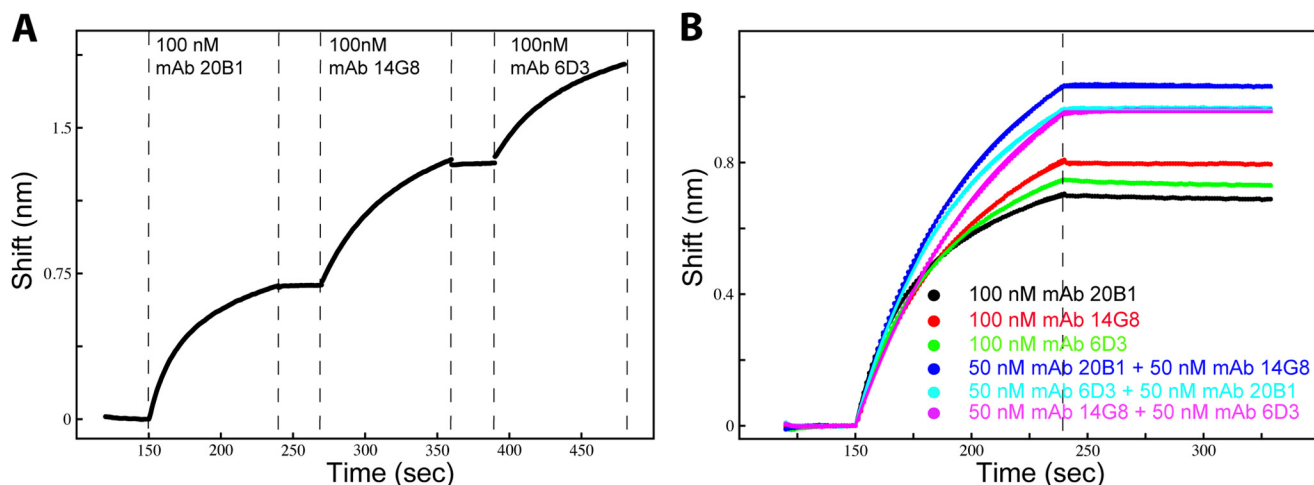 A
100 nM
mAb 20B1
100nM
mAb 14G8
100nM
mAb 6D3
Shift (nm)
1.5
0.75
0
150
200
250
300
350
400
450
Time (sec)
B
Shift (nm)
0.8
0.4
0
100 nM mAb 20B1
100 nM mAb 14G8
100 nM mAb 6D3
50 nM mAb 20B1 + 50 nM mAb 14G8
50 nM mAb 6D3 + 50 nM mAb 20B1
50 nM mAb 14G8 + 50 nM mAb 6D3
150
200
250
300
Time (sec)